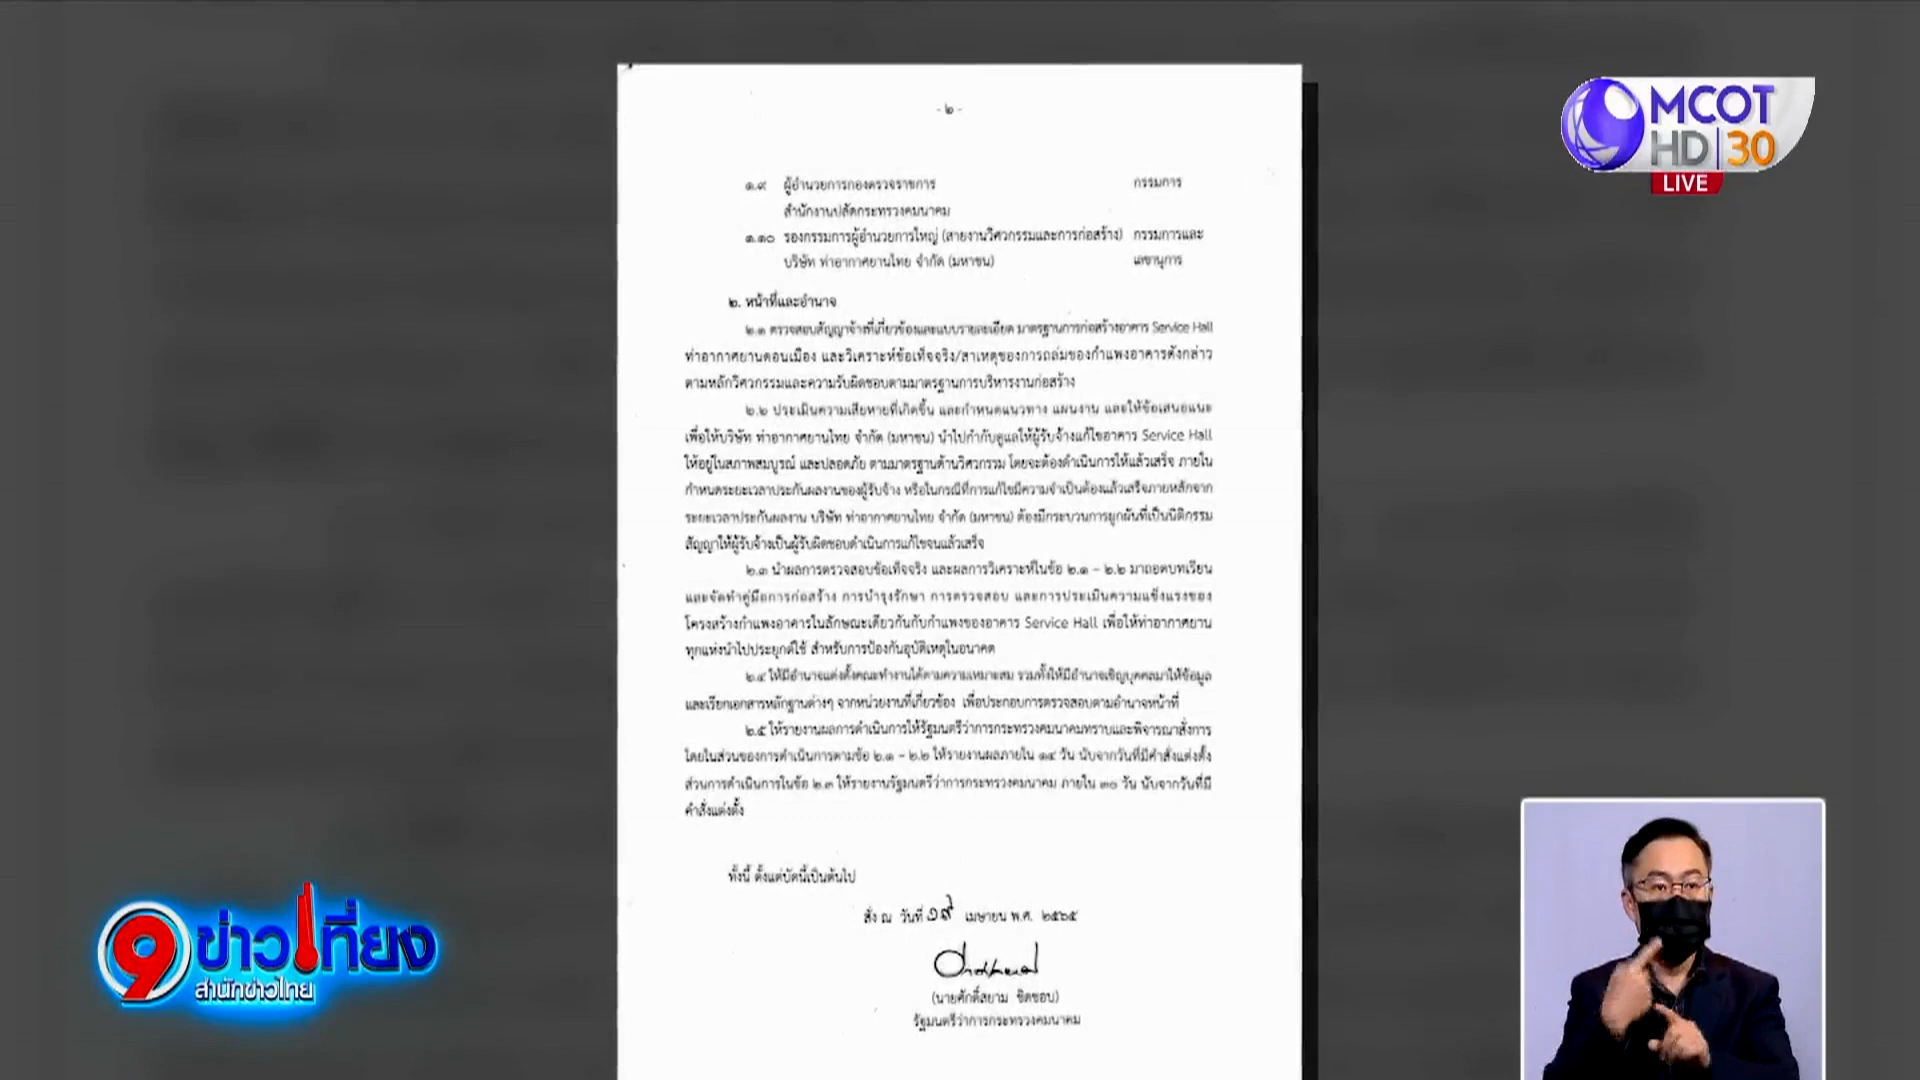 - ๒ -
๑.๙ ผู้อำนวยการกองตรวจราชการ กรรมการ
สำนักงานปลัดกระทรวงคมนาคม
๑.๑๐ รองกรรมการผู้อำนวยการใหญ่ (สายงานวิศวกรรมและการก่อสร้าง) กรรมการและ
บริษัท ท่าอากาศยานไทย จำกัด (มหาชน) เลขานุการ
๒. หน้าที่และอำนาจ
๒.๑ ตรวจสอบสัญญาจ้างที่เกี่ยวข้องและแบบรายละเอียด มาตรฐานการก่อสร้างอาคาร Service Hall
ท่าอากาศยานดอนเมือง และวิเคราะห์ข้อเท็จจริง/สาเหตุของการถล่มของกำแพงอาคารดังกล่าว
ตามหลักวิศวกรรมและความรับผิดชอบตามมาตรฐานการบริหารงานก่อสร้าง
๒.๒ ประเมินความเสียหายที่เกิดขึ้น และกำหนดแนวทาง แผนงาน และให้ข้อเสนอแนะ
เพื่อให้บริษัท ท่าอากาศยานไทย จำกัด (มหาชน) นำไปกำกับดูแลให้ผู้รับจ้างแก้ไขอาคาร Service Hall
ให้อยู่ในสภาพสมบูรณ์ และปลอดภัย ตามมาตรฐานด้านวิศวกรรม โดยจะต้องดำเนินการให้แล้วเสร็จ ภายใน
กำหนดระยะเวลาประกันผลงานของผู้รับจ้าง หรือในกรณีที่การแก้ไขมีความจำเป็นต้องแล้วเสร็จภายหลังจาก
ระยะเวลาประกันผลงาน บริษัท ท่าอากาศยานไทย จำกัด (มหาชน) ต้องมีกระบวนการผูกผันที่เป็นนิติกรรม
สัญญาให้ผู้รับจ้างเป็นผู้รับผิดชอบดำเนินการแก้ไขจนแล้วเสร็จ
๒.๓ นำผลการตรวจสอบข้อเท็จจริง และผลการวิเคราะห์ในข้อ ๒.๑ – ๒.๒ มาถอดบทเรียน
และจัดทำคู่มือการก่อสร้าง การบำรุงรักษา การตรวจสอบ และการประเมินความแข็งแรงของ
โครงสร้างกำแพงอาคารในลักษณะเดียวกันกับกำแพงของอาคาร Service Hall เพื่อให้ท่าอากาศยาน
ทุกแห่งนำไปประยุกต์ใช้ สำหรับการป้องกันอุบัติเหตุในอนาคต
๒.๔ ให้มีอำนาจแต่งตั้งคณะทำงานได้ตามความเหมาะสม รวมทั้งให้มีอำนาจเชิญบุคคลมาให้ข้อมูล
และเรียกเอกสารหลักฐานต่างๆ จากหน่วยงานที่เกี่ยวข้อง เพื่อประกอบการตรวจสอบตามอำนาจหน้าที่
๒.๕ ให้รายงานผลการดำเนินการให้รัฐมนตรีว่าการกระทรวงคมนาคมทราบและพิจารณาสั่งการ
โดยในส่วนของการดำเนินการตามข้อ ๒.๑ – ๒.๒ ให้รายงานผลภายใน ๑๔ วัน นับจากวันที่มีคำสั่งแต่งตั้ง
ส่วนการดำเนินการในข้อ ๒.๓ ให้รายงานรัฐมนตรีว่าการกระทรวงคมนาคม ภายใน ๓๐ วัน นับจากวันที่มี
คำสั่งแต่งตั้ง
ทั้งนี้ ตั้งแต่บัดนี้เป็นต้นไป
สั่ง ณ วันที่ ๑๙ เมษายน พ.ศ. ๒๕๖๕
(นายศักดิ์สยาม ชิดชอบ)
รัฐมนตรีว่าการกระทรวงคมนาคม
MCOT
HD 30
LIVE
9 ข่าวเที่ยง
สำนักข่าวไทย